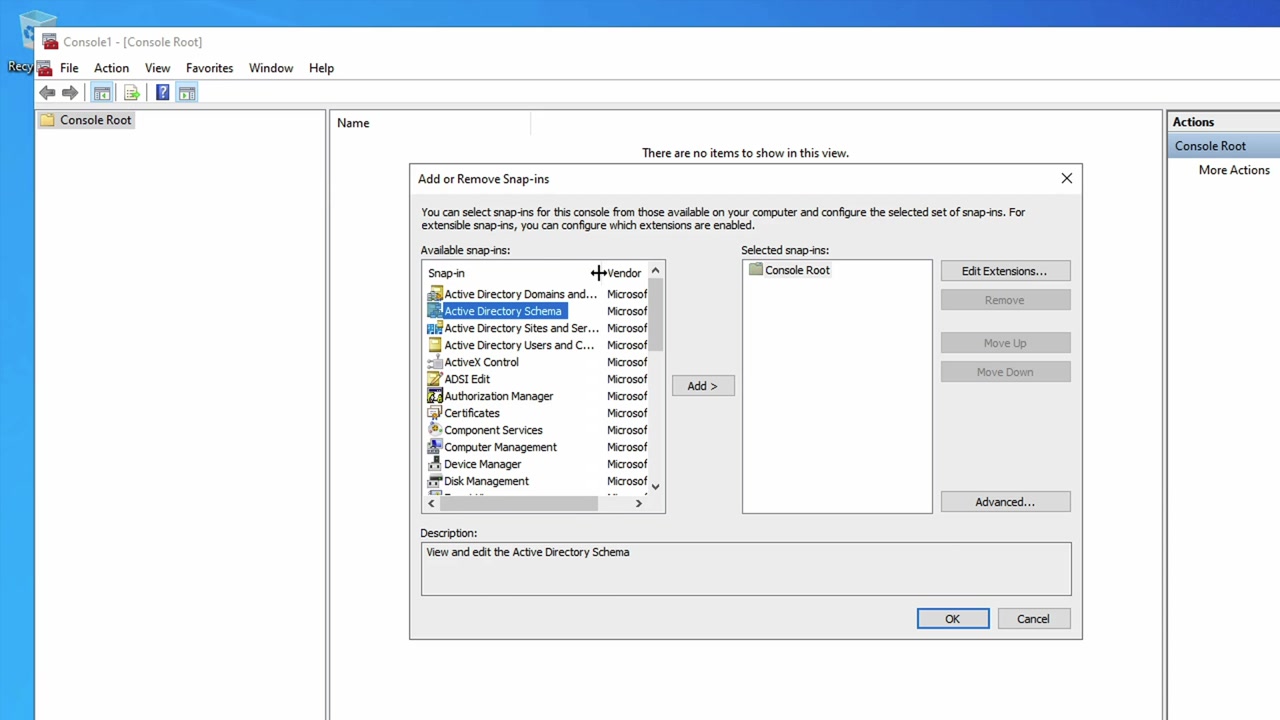 Recy
Console1 - [Console Root]
File Action View Favorites Window Help
Console Root
Name
There are no items to show in this view.
Actions
Console Root
More Actions
Add or Remove Snap-ins
You can select snap-ins for this console from those available on your computer and configure the selected set of snap-ins. For
extensible snap-ins, you can configure which extensions are enabled.
Available snap-ins:
Snap-in Vendor
Active Directory Domains and... Microsof
Active Directory Schema Microsof
Active Directory Sites and Ser... Microsof
Active Directory Users and C... Microsof
ActiveX Control Microsof
ADSI Edit Microsof
Authorization Manager Microsof
Certificates Microsof
Component Services Microsof
Computer Management Microsof
Device Manager Microsof
Disk Management Microsof
Add >
Selected snap-ins:
Console Root
Edit Extensions...
Remove
Move Up
Move Down
Advanced...
Description:
View and edit the Active Directory Schema
OK
Cancel